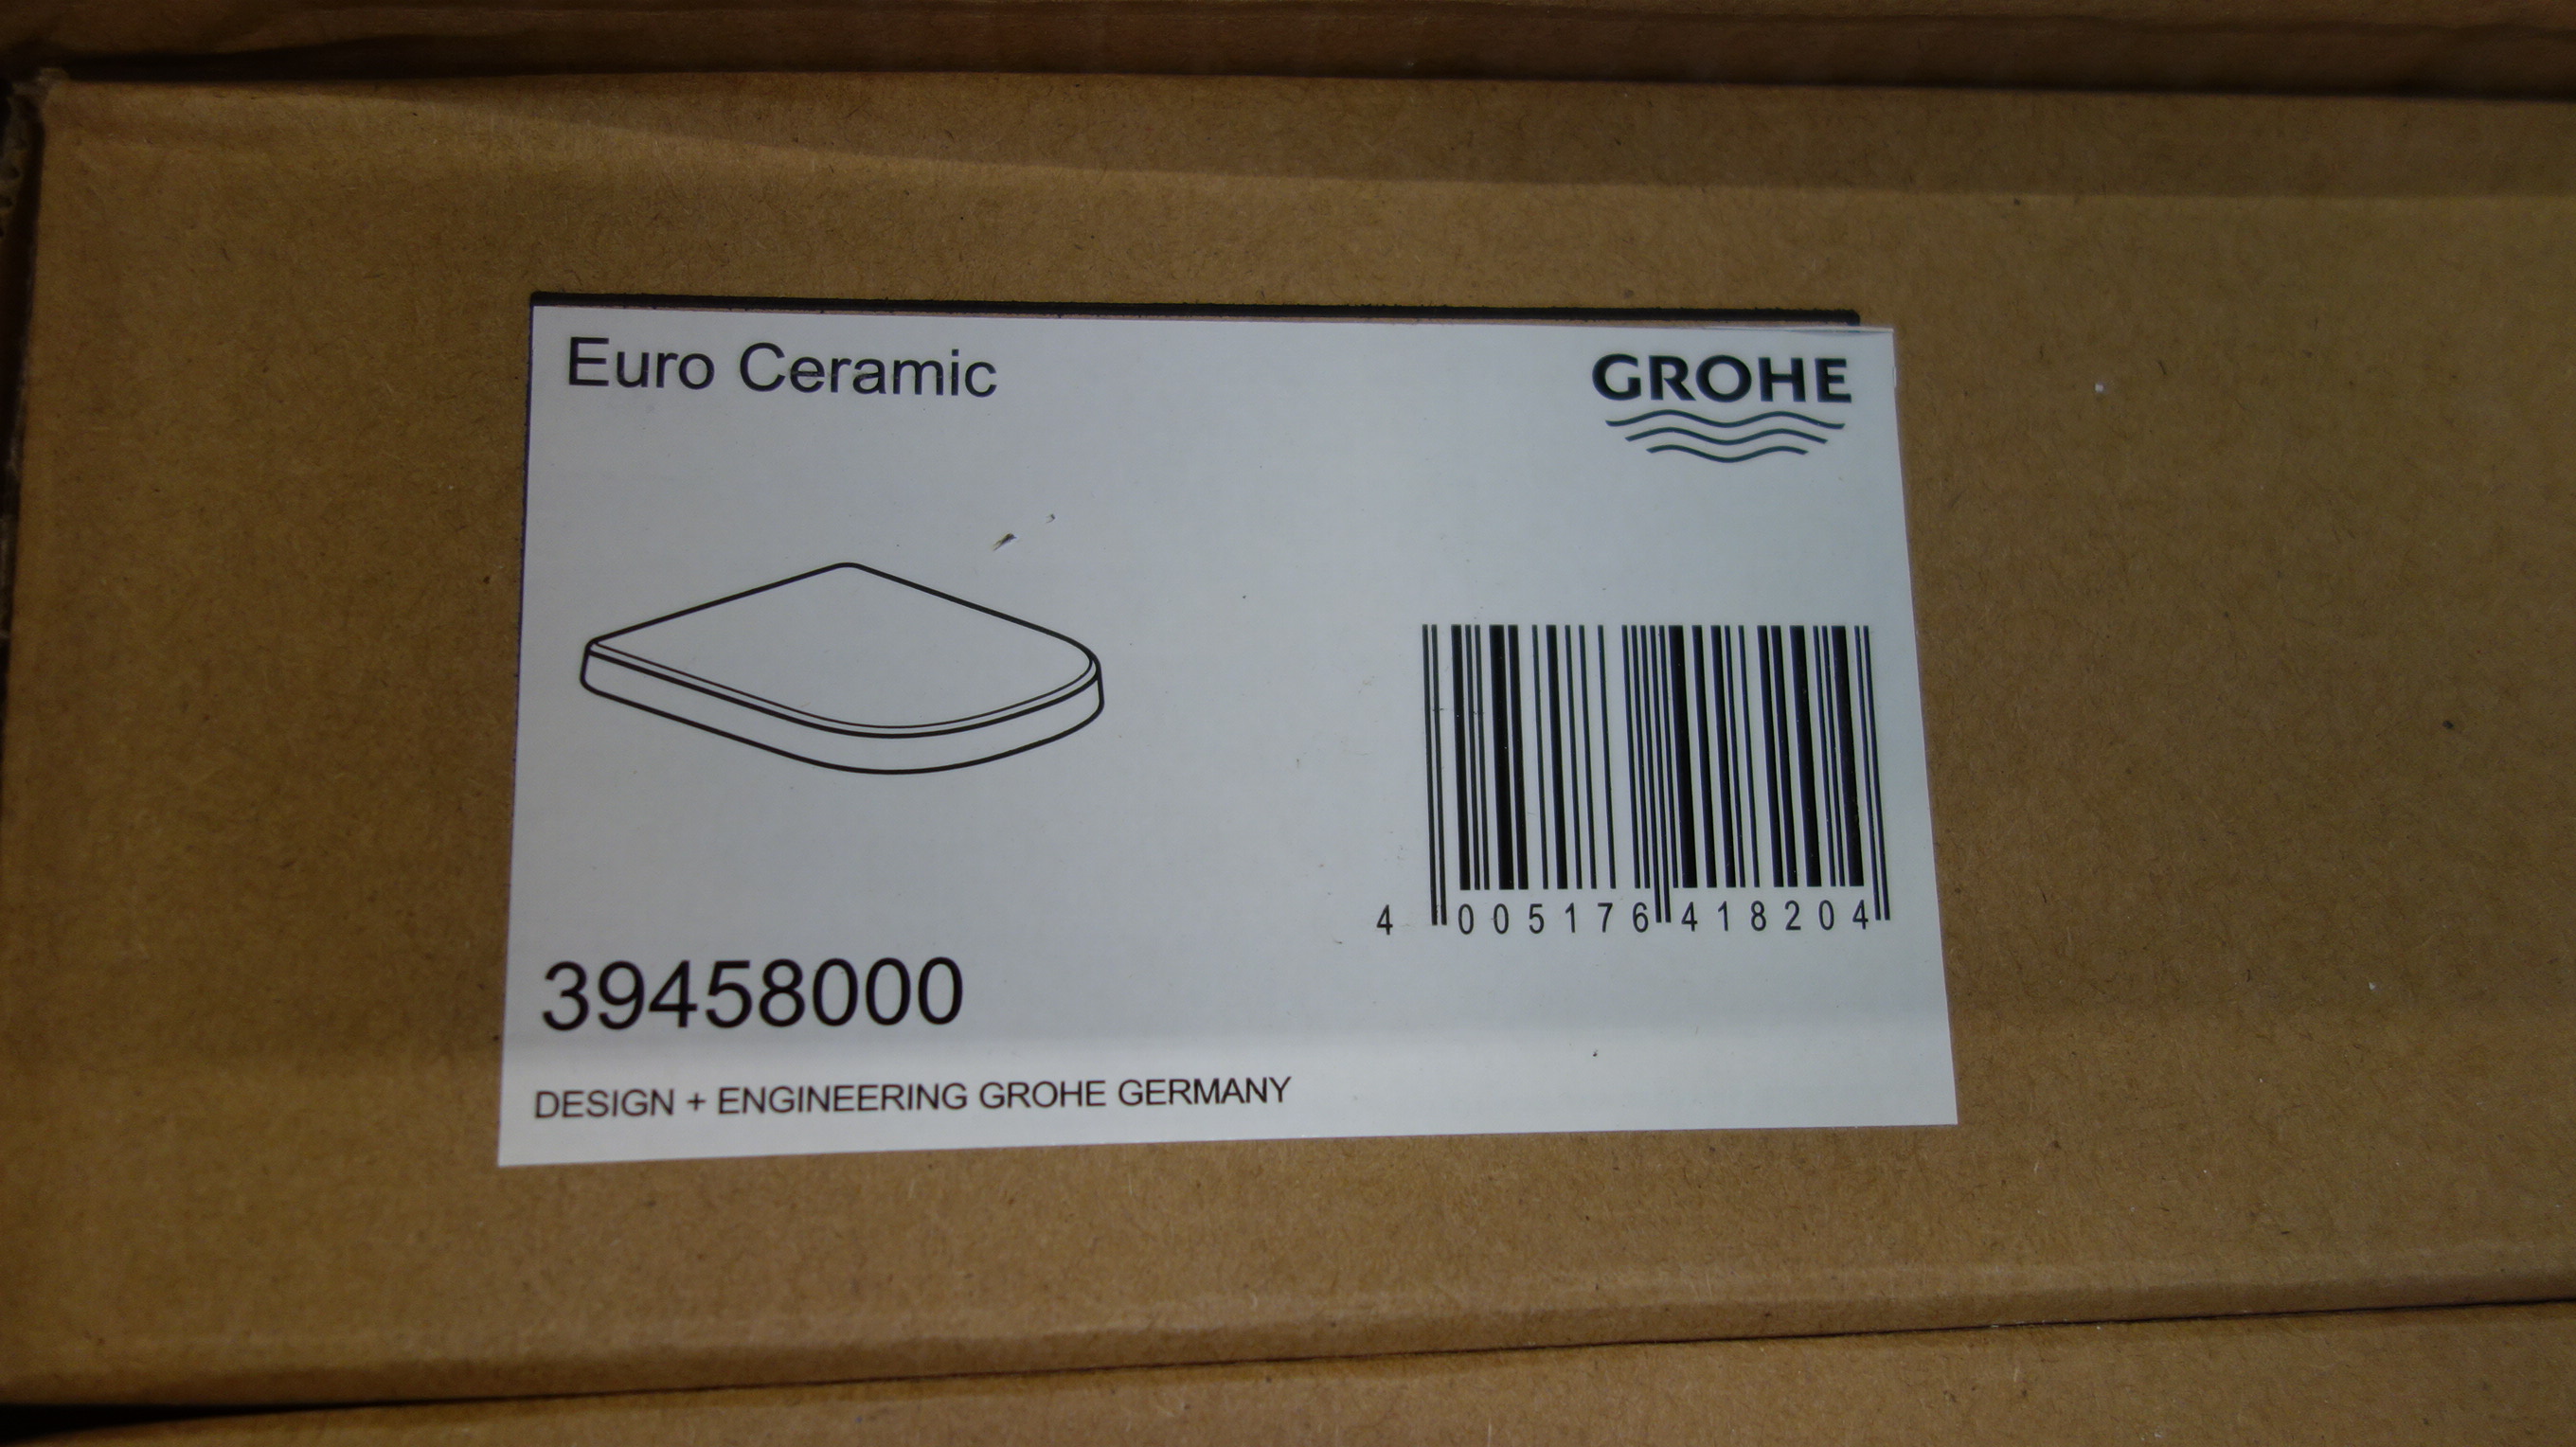 Euro Ceramic
GROHE
4 005176 418204
39458000
DESIGN + ENGINEERING GROHE GERMANY